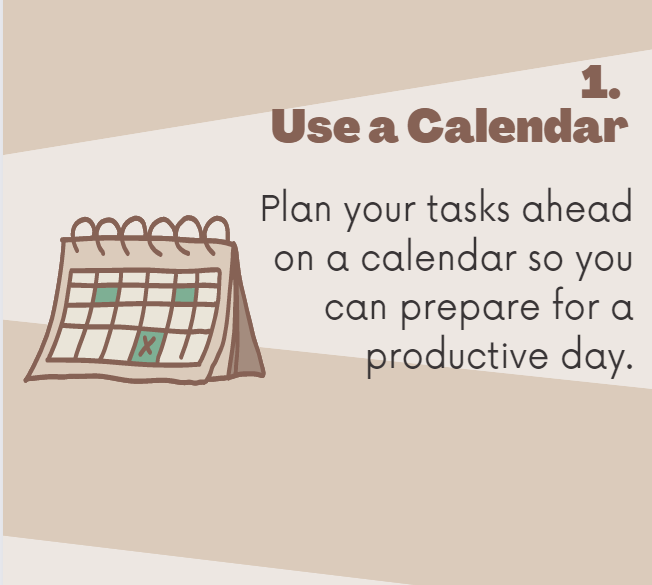 1.
Use a Calendar
Plan your tasks ahead
on a calendar so you
can prepare for a
productive day.